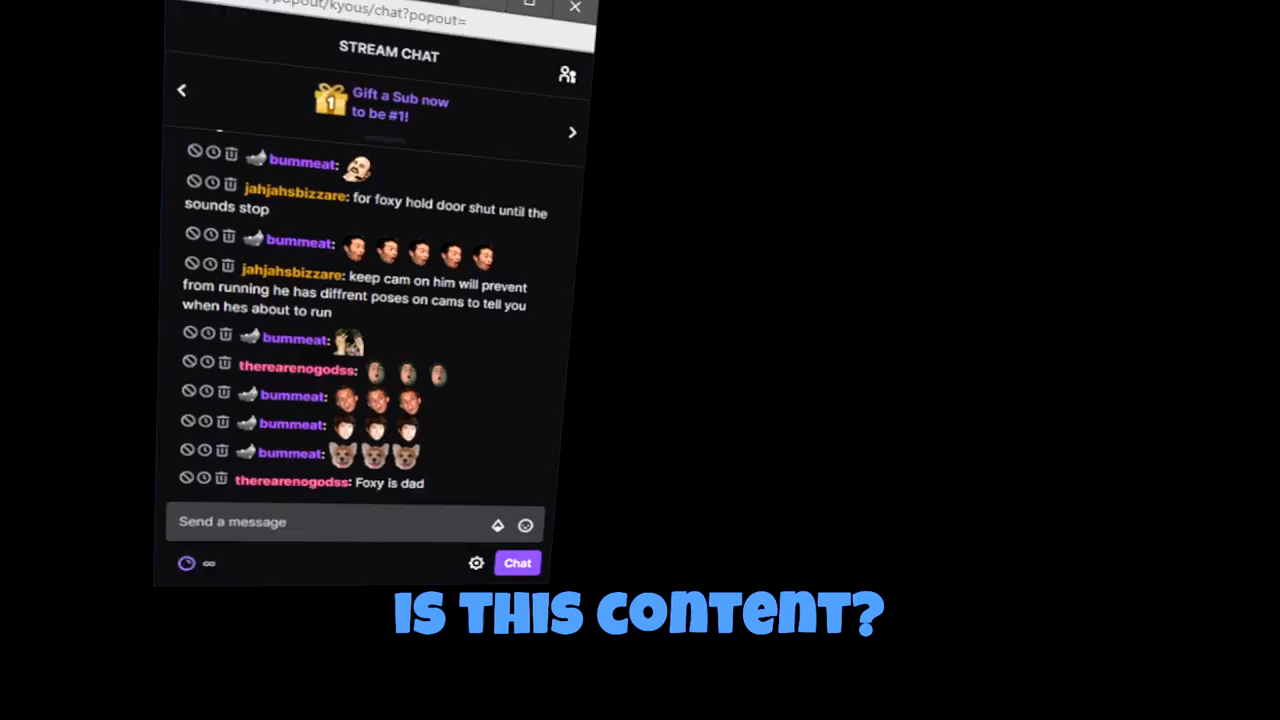 /popout/kyous/chat?popout=
STREAM CHAT
1
Gift a Sub now
to be #1!
bummeat:
jahjahsbizzare: for foxy hold door shut until the
sounds stop
bummeat:
jahjahsbizzare: keep cam on him will prevent
from running he has diffrent poses on cams to tell you
when hes about to run
bummeat:
therearenogodss:
bummeat:
bummeat:
bummeat:
therearenogodss: Foxy is dad
Send a message
Chat
IS THIS CONTENT?